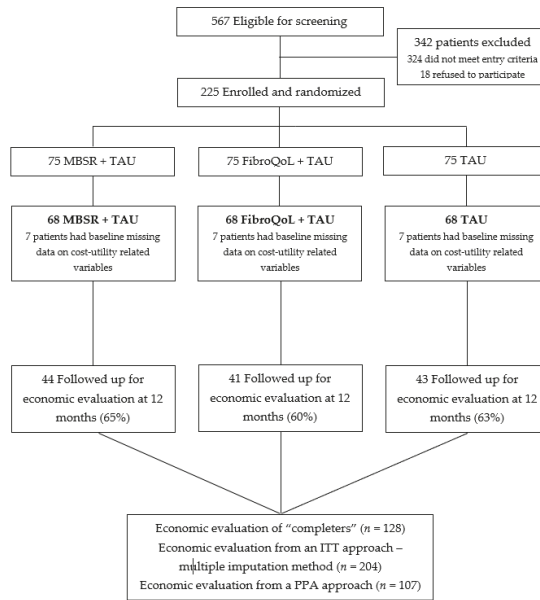 567 Eligible for screening
342 patients excluded
324 did not meet entry criteria
18 refused to participate
225 Enrolled and randomized
75 MBSR + TAU
75 FibroQoL + TAU
75 TAU
68 MBSR + TAU
7 patients had baseline missing
data on cost-utility related
variables
68 FibroQoL + TAU
7 patients had baseline missing
data on cost-utility related
variables
68 TAU
7 patients had baseline missing
data on cost-utility related
variables
44 Followed up for
economic evaluation at 12
months (65%)
41 Followed up for
economic evaluation at 12
months (60%)
43 Followed up for
economic evaluation at 12
months (63%)
Economic evaluation of “completers” (n = 128)
Economic evaluation from an ITT approach –
multiple imputation method (n = 204)
Economic evaluation from a PPA approach (n = 107)